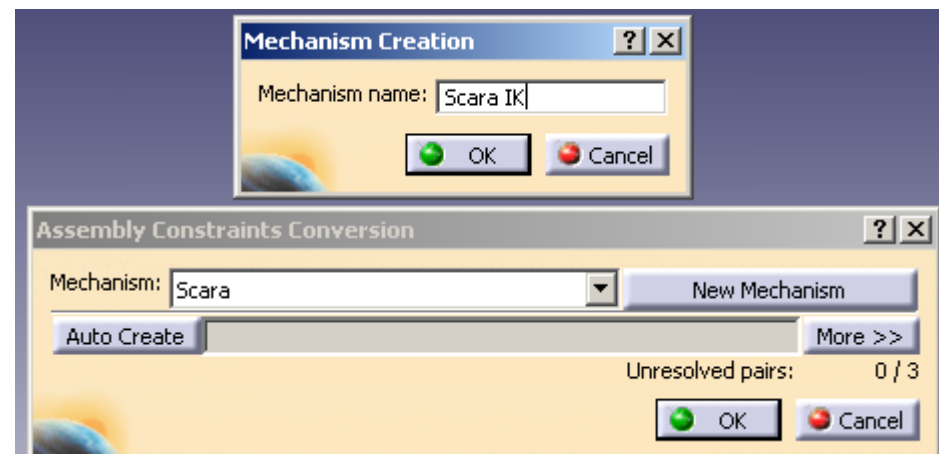 Mechanism Creation
Mechanism name: Scara IK
OK Cancel
Assembly Constraints Conversion
Mechanism: Scara New Mechanism
Auto Create More >>
Unresolved pairs: 0 / 3
OK Cancel